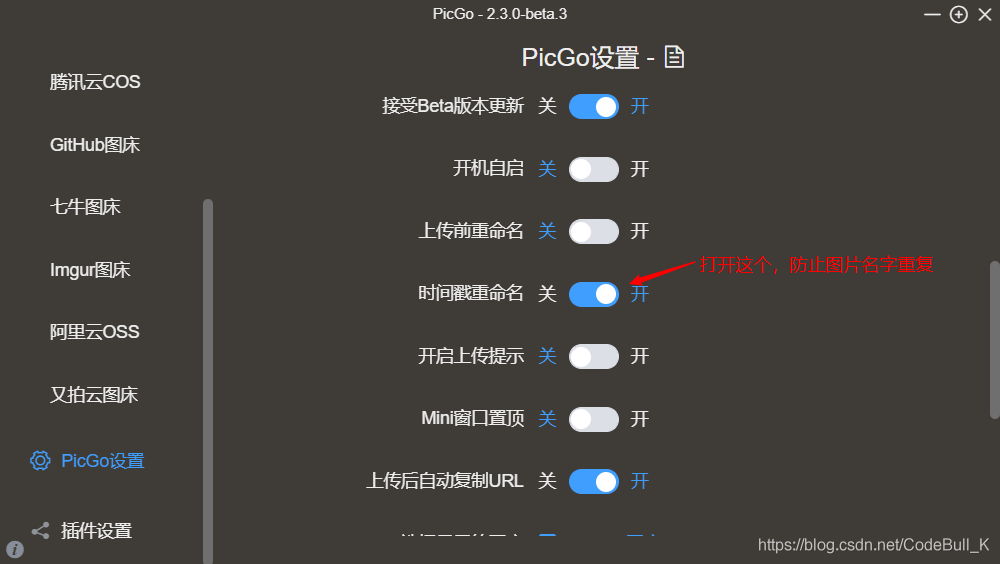 PicGo - 2.3.0-beta.3
PicGo设置 -
腾讯云COS
GitHub图床
七牛图床
Imgur图床
阿里云OSS
又拍云图床
PicGo设置
插件设置
接受Beta版本更新 关 开
开机自启 关 开
上传前重命名 关 开
打开这个，防止图片名字重复
时间戳重命名 关 开
开启上传提示 关 开
Mini窗口置顶 关 开
上传后自动复制URL 关 开
https://blog.csdn.net/CodeBull_K